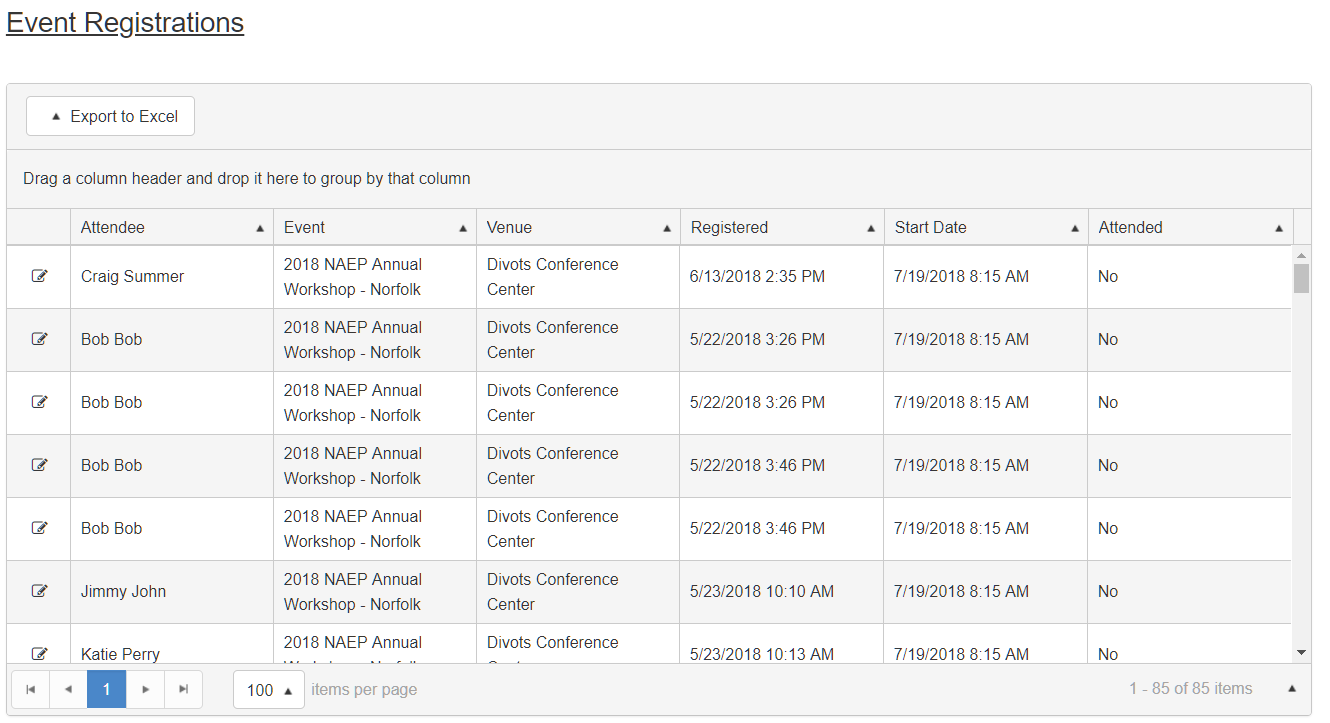 Event Registrations
Export to Excel
Drag a column header and drop it here to group by that column
Attendee Event Venue Registered Start Date Attended
Craig Summer 2018 NAEP Annual Divots Conference 6/13/2018 2:35 PM 7/19/2018 8:15 AM No
Workshop - Norfolk Center
Bob Bob 2018 NAEP Annual Divots Conference 5/22/2018 3:26 PM 7/19/2018 8:15 AM No
Workshop - Norfolk Center
Bob Bob 2018 NAEP Annual Divots Conference 5/22/2018 3:26 PM 7/19/2018 8:15 AM No
Workshop - Norfolk Center
Bob Bob 2018 NAEP Annual Divots Conference 5/22/2018 3:46 PM 7/19/2018 8:15 AM No
Workshop - Norfolk Center
Bob Bob 2018 NAEP Annual Divots Conference 5/22/2018 3:46 PM 7/19/2018 8:15 AM No
Workshop - Norfolk Center
Jimmy John 2018 NAEP Annual Divots Conference 5/23/2018 10:10 AM 7/19/2018 8:15 AM No
Workshop - Norfolk Center
Katie Perry 2018 NAEP Annual Divots Conference 5/23/2018 10:13 AM 7/19/2018 8:15 AM No
1 100 items per page 1 - 85 of 85 items